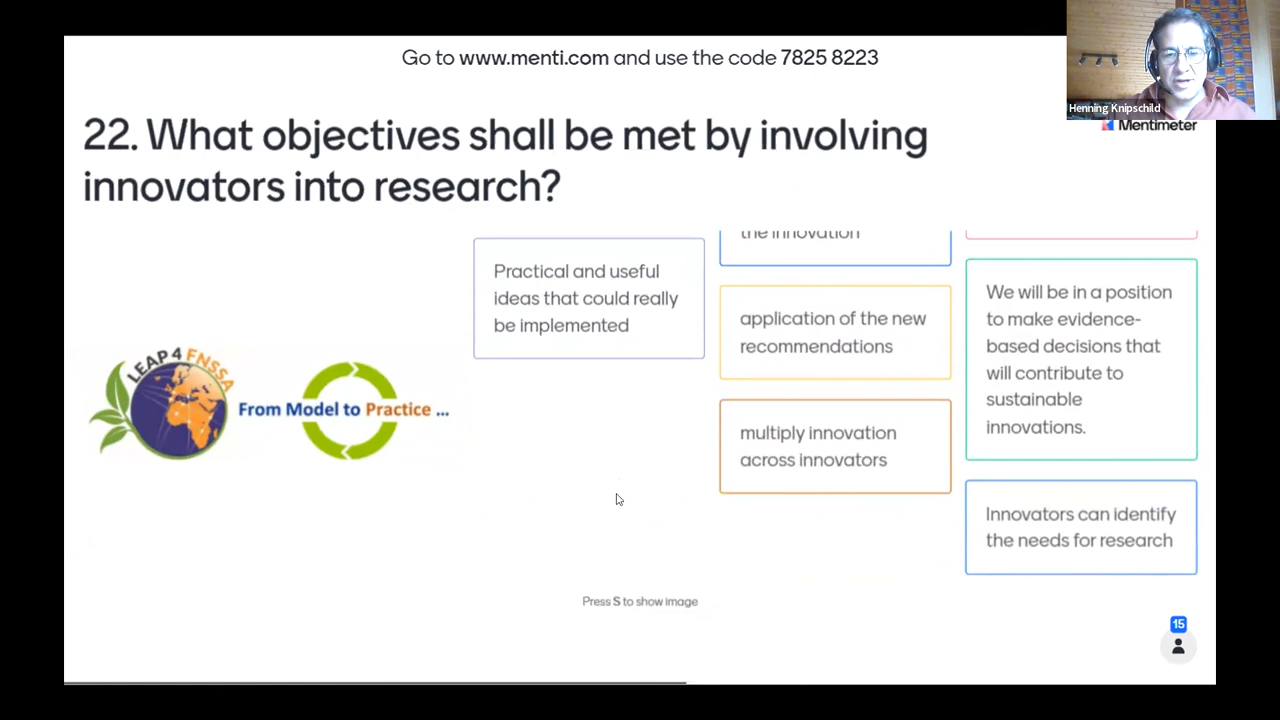 Go to www.menti.com and use the code 7825 8223
Henning Knipschild
Mentimeter
22. What objectives shall be met by involving
innovators into research?
LEAP4FNSSA
From Model to Practice ...
Practical and useful
ideas that could really
be implemented
the innovation
application of the new
recommendations
multiply innovation
across innovators
We will be in a position
to make evidence-
based decisions that
will contribute to
sustainable
innovations.
Innovators can identify
the needs for research
Press S to show image
15